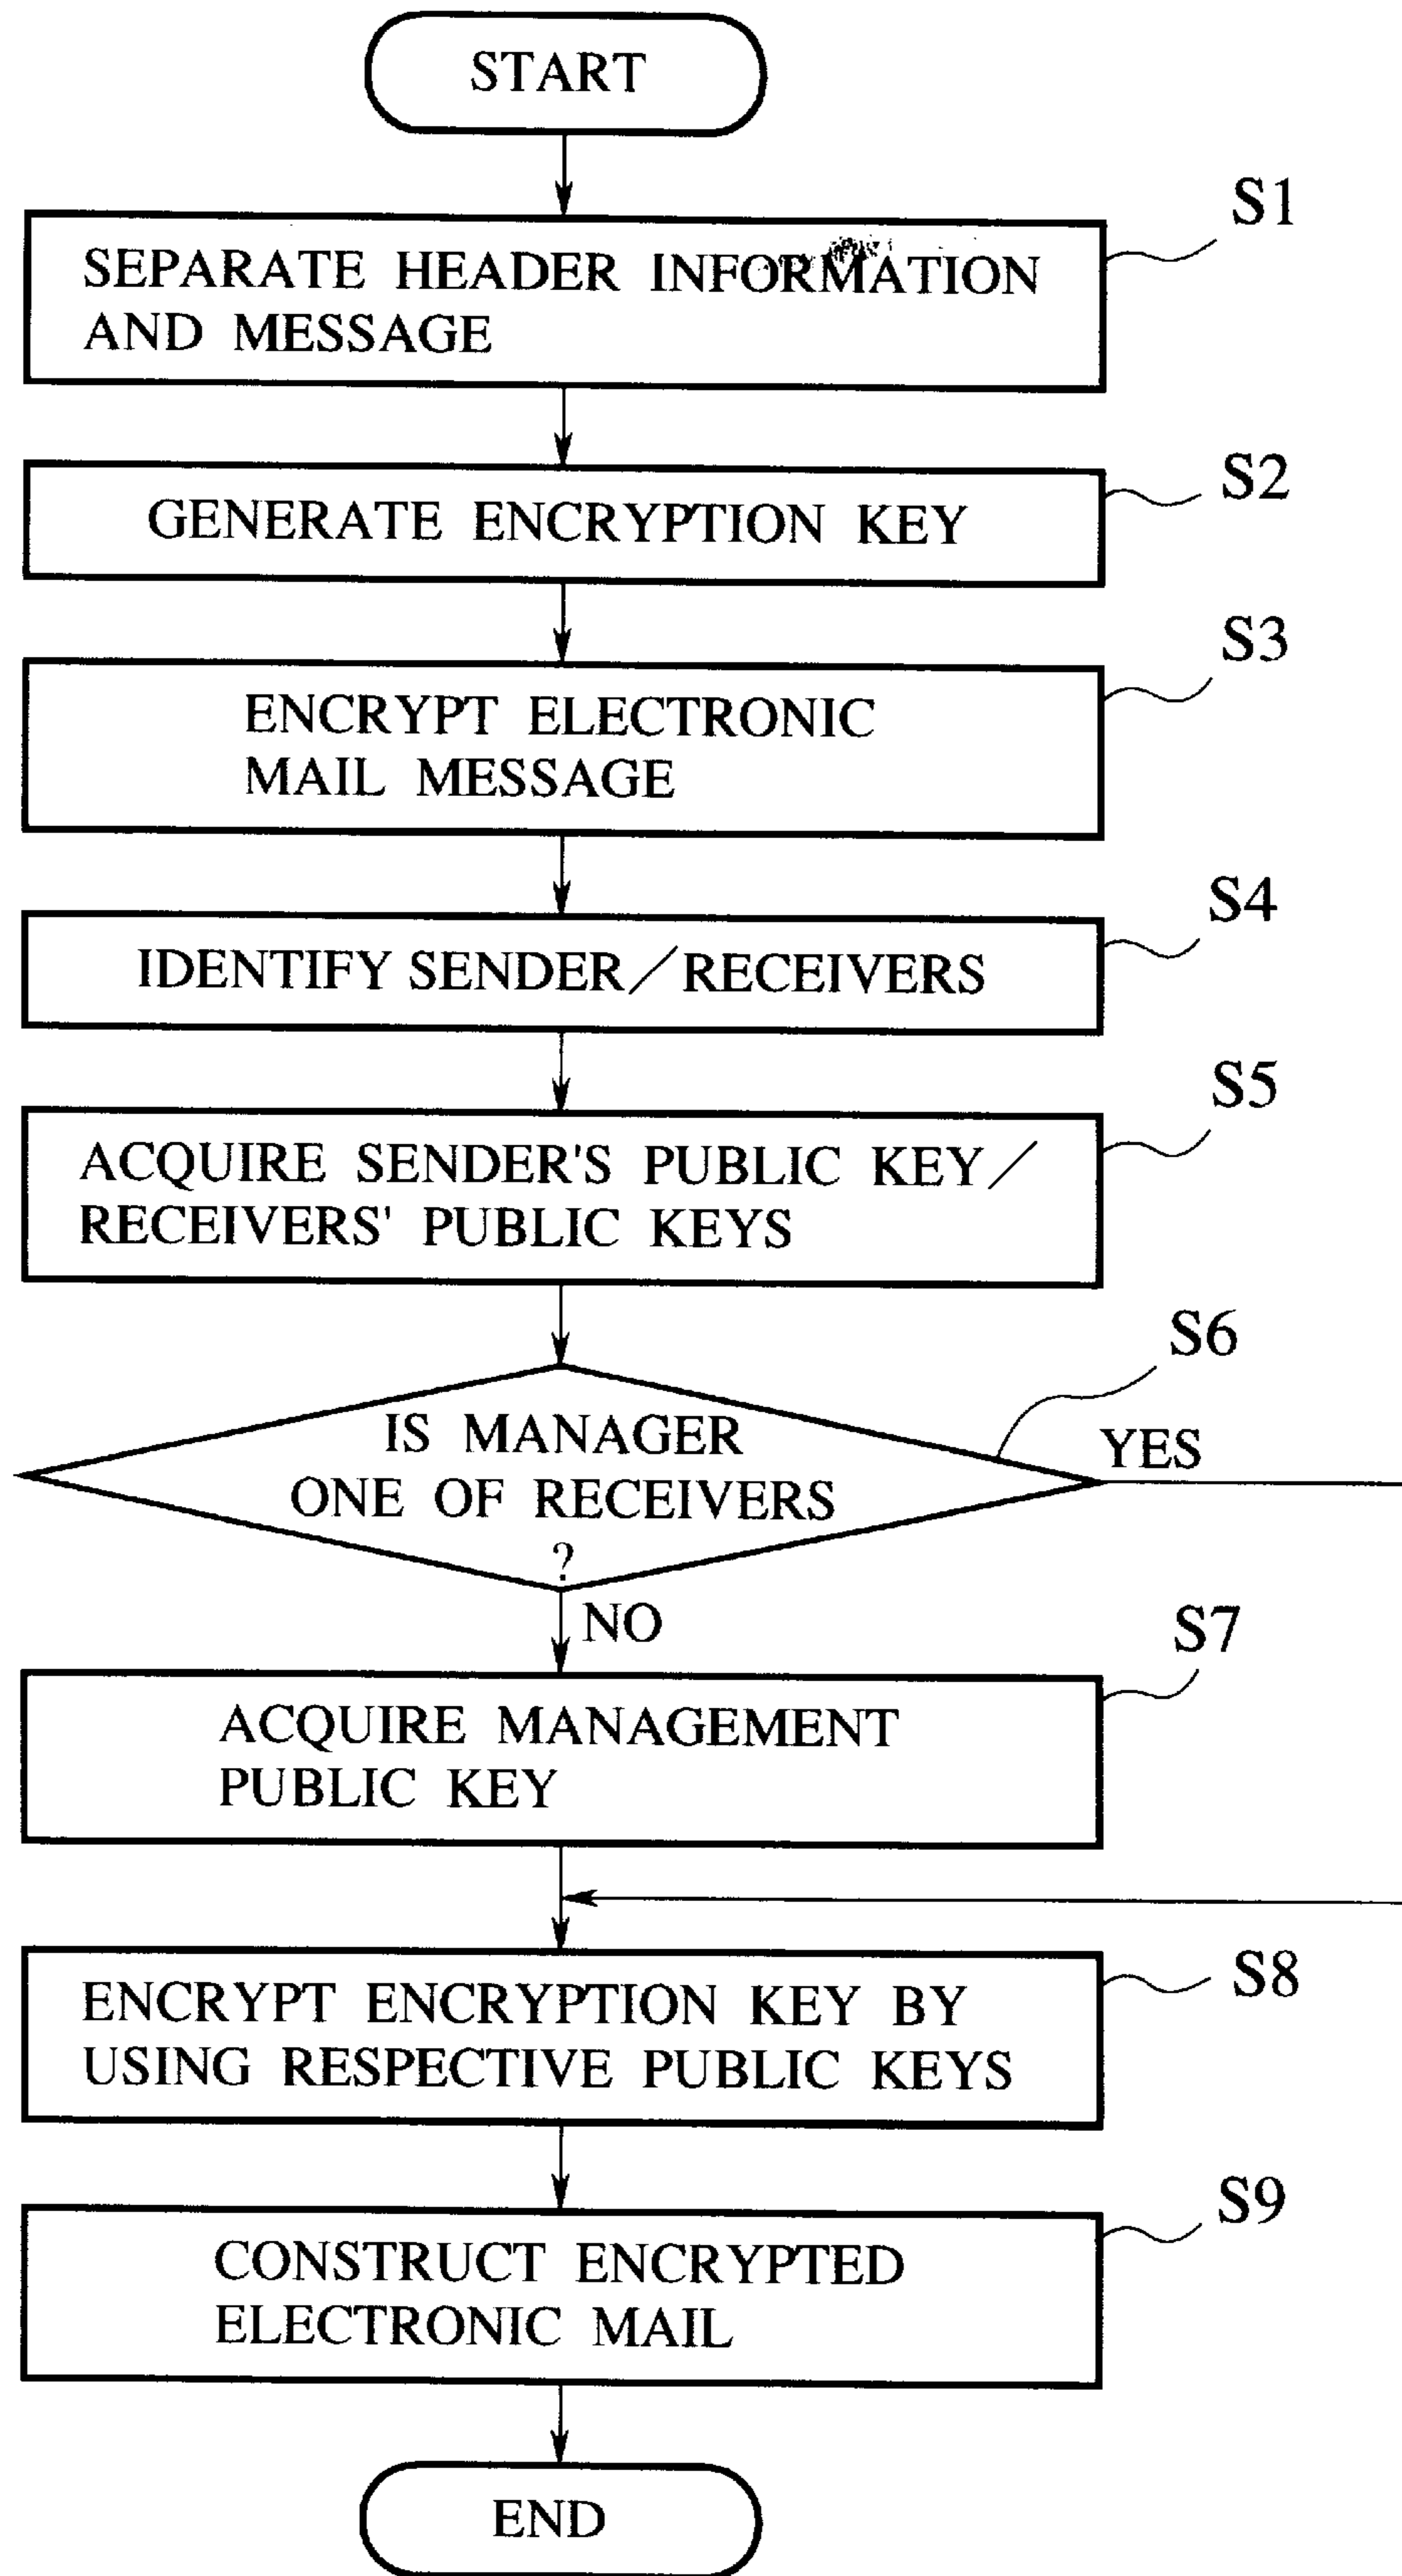 START
S1
SEPARATE HEADER INFORMATION
AND MESSAGE
S2
GENERATE ENCRYPTION KEY
S3
ENCRYPT ELECTRONIC
MAIL MESSAGE
S4
IDENTIFY SENDER/RECEIVERS
S5
ACQUIRE SENDER'S PUBLIC KEY/
RECEIVERS' PUBLIC KEYS
S6
IS MANAGER
ONE OF RECEIVERS
?
YES
NO
S7
ACQUIRE MANAGEMENT
PUBLIC KEY
S8
ENCRYPT ENCRYPTION KEY BY
USING RESPECTIVE PUBLIC KEYS
S9
CONSTRUCT ENCRYPTED
ELECTRONIC MAIL
END